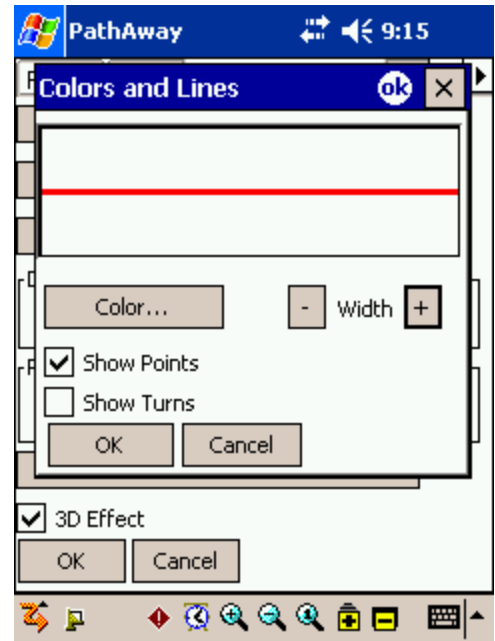 PathAway 9:15
Colors and Lines ok
Color... - Width +
Show Points
Show Turns
OK Cancel
3D Effect
OK Cancel